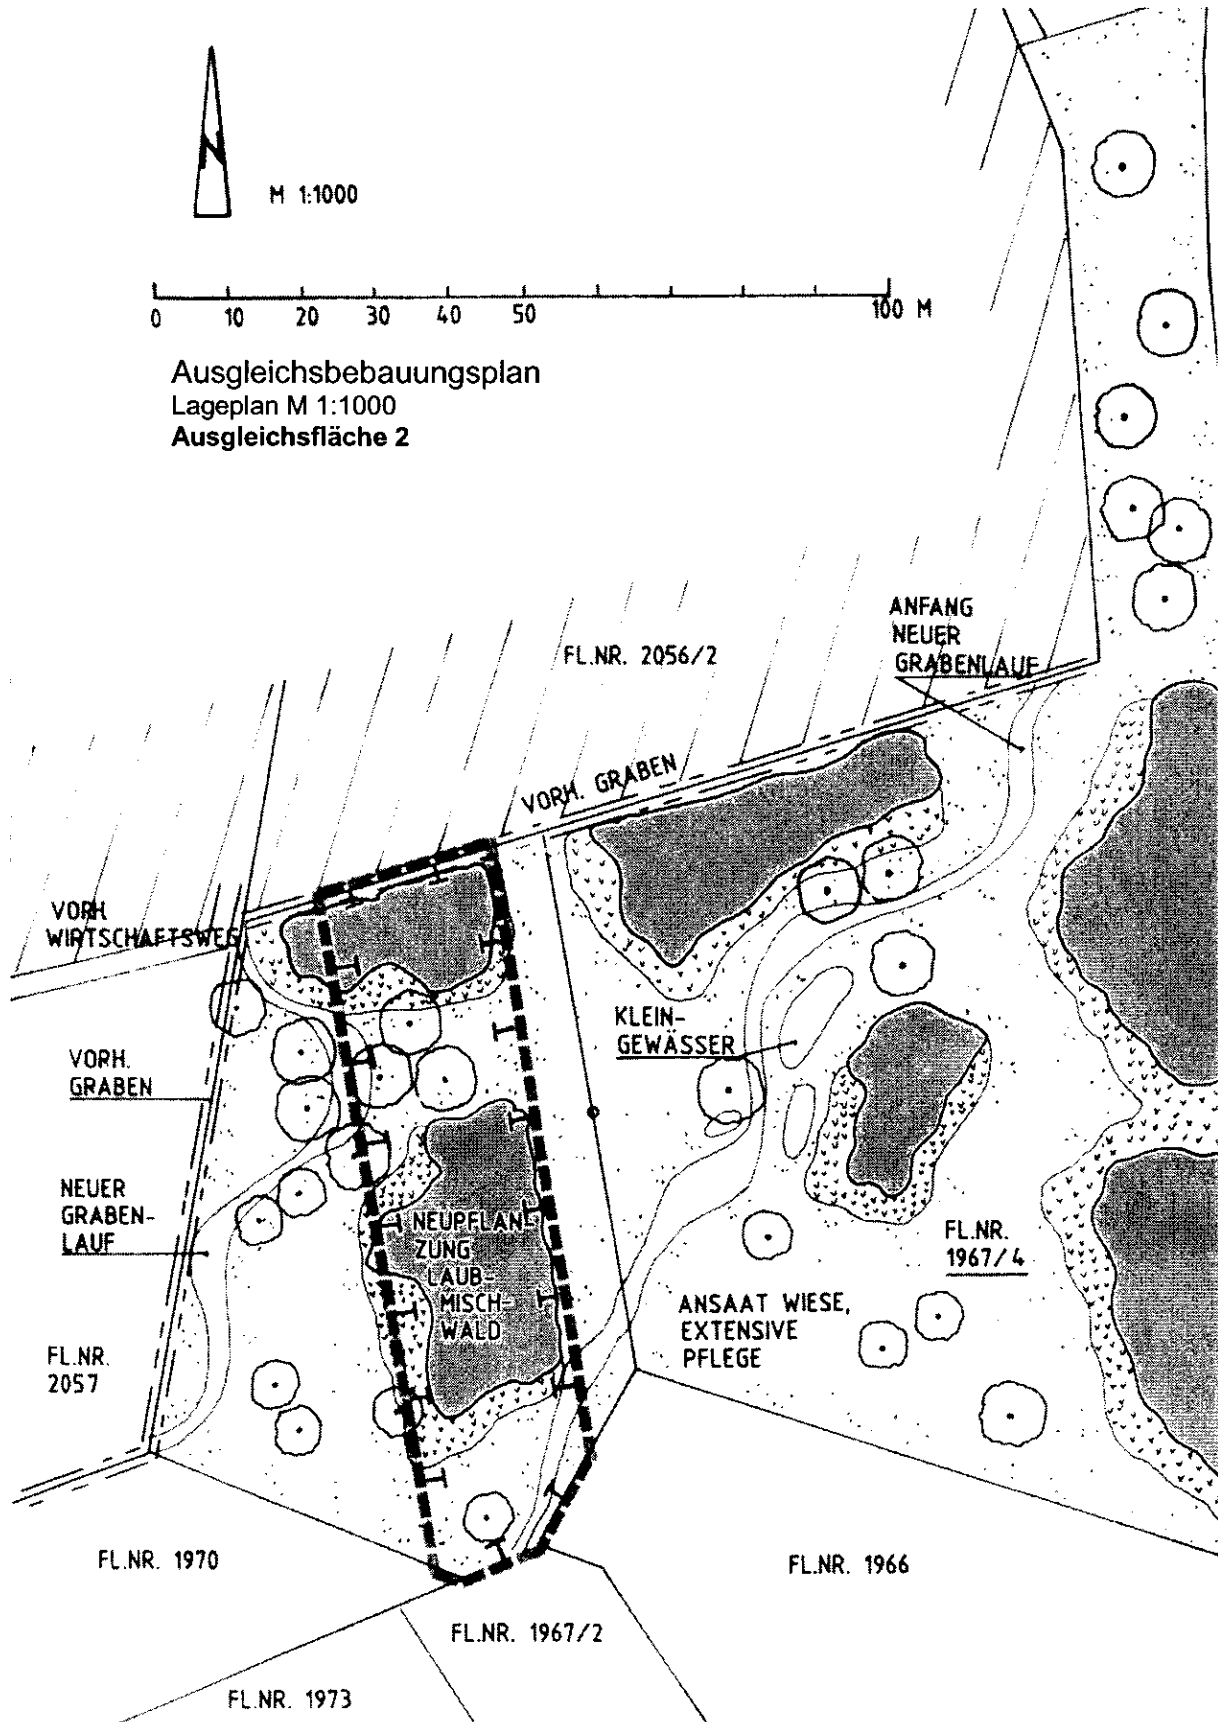 N
M 1:1000
0 10 20 30 40 50 100 M
Ausgleichsbebauungsplan
Lageplan M 1:1000
Ausgleichsfläche 2
ANFANG
NEUER
GRABENLAUF
FL.NR. 2056/2
VORH. GRABEN
VORH.
WIRTSCHAFTSWEG
VORH.
GRABEN
KLEIN-
GEWÄSSER
NEUER
GRABEN-
LAUF
NEUPFLAN-
ZUNG
LAUB-
MISCH-
WALD
FL.NR.
1967/4
ANSAAT WIESE,
EXTENSIVE
PFLEGE
FL.NR.
2057
FL.NR. 1970
FL.NR. 1966
FL.NR. 1967/2
FL.NR. 1973